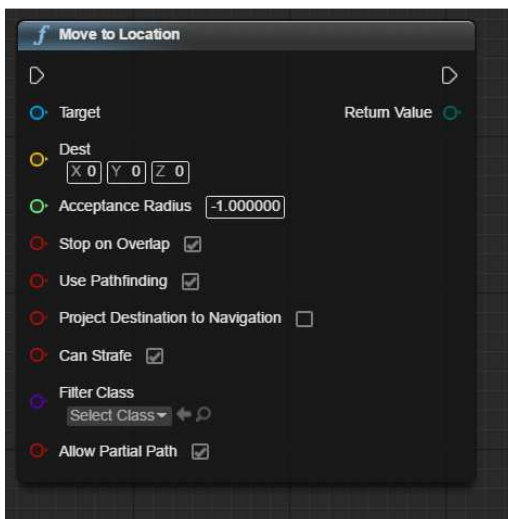 f Move to Location
Target Return Value
Dest
X 0 Y 0 Z 0
Acceptance Radius -1.000000
Stop on Overlap
Use Pathfinding
Project Destination to Navigation
Can Strafe
Filter Class
Select Class
Allow Partial Path